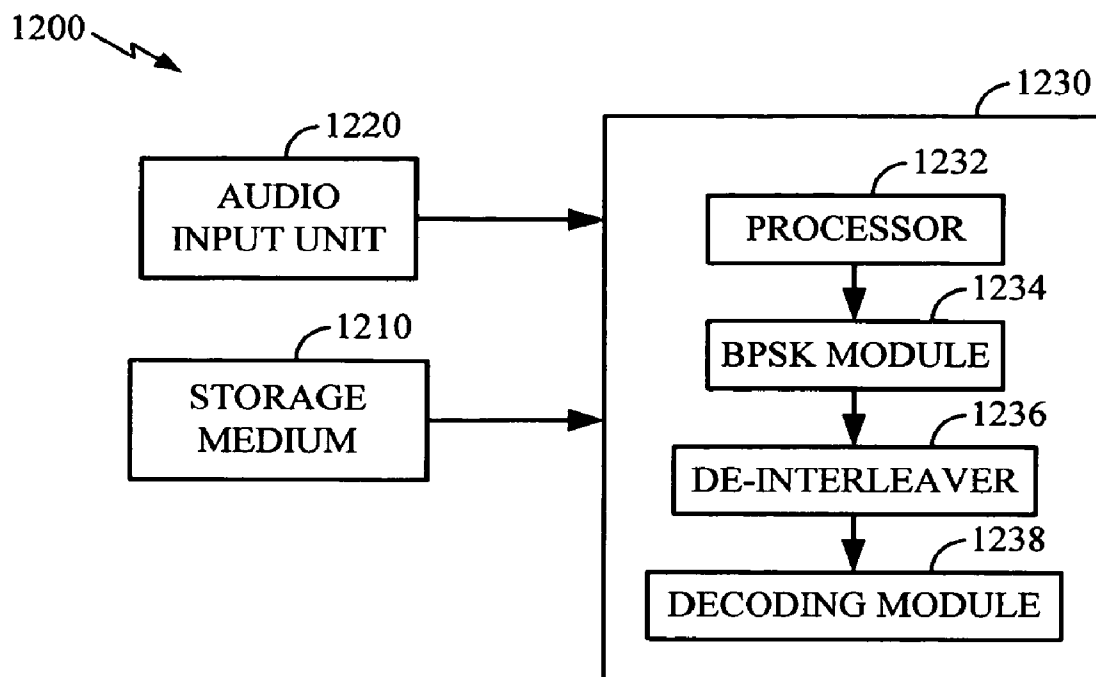 1200
1230
1220
AUDIO
INPUT UNIT
1210
STORAGE
MEDIUM
1232
PROCESSOR
1234
BPSK MODULE
1236
DE-INTERLEAVER
1238
DECODING MODULE